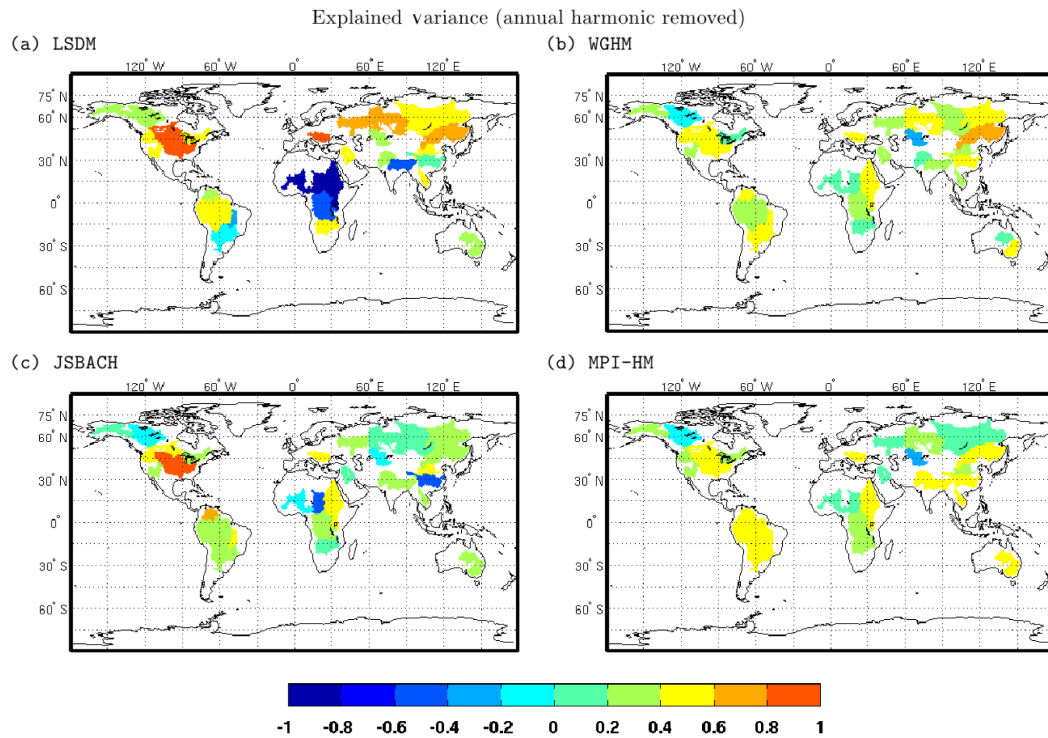 Explained variance (annual harmonic removed)
(a) LSDM
120° W 60° W 0° 60° E 120° E
75° N
60° N
30° N
0°
30° S
60° S
(b) WGHM
120° W 60° W 0° 60° E 120° E
75° N
60° N
30° N
0°
30° S
60° S
(c) JSBACH
120° W 60° W 0° 60° E 120° E
75° N
60° N
30° N
0°
30° S
60° S
(d) MPI-HM
120° W 60° W 0° 60° E 120° E
75° N
60° N
30° N
0°
30° S
60° S
-1 -0.8 -0.6 -0.4 -0.2 0 0.2 0.4 0.6 0.8 1